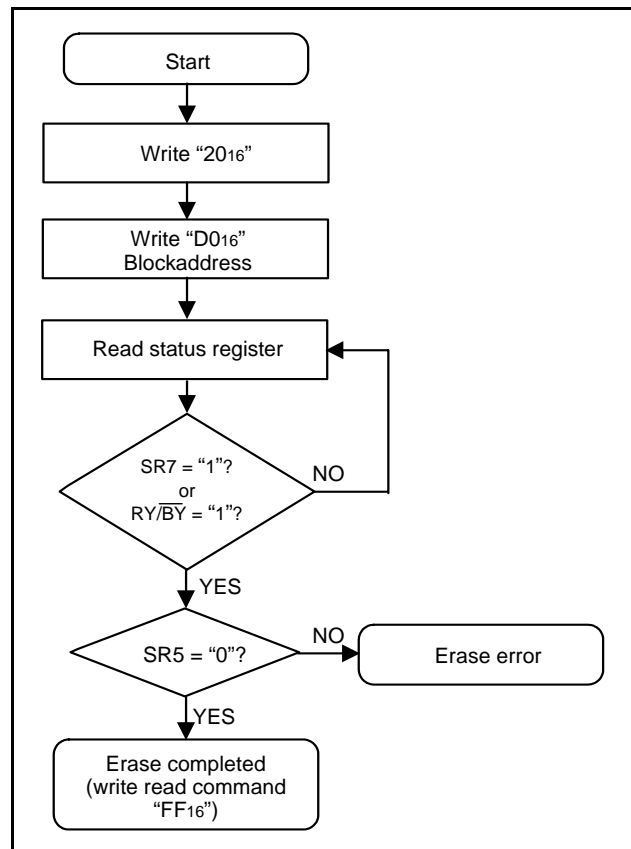 Start
Write “20₁₆”
Write “D0₁₆”
Blockaddress
Read status register
SR7 = “1”?
or
RY/B̅Y̅ = “1”?
NO
YES
SR5 = “0”?
NO
Erase error
YES
Erase completed
(write read command
“FF₁₆”)